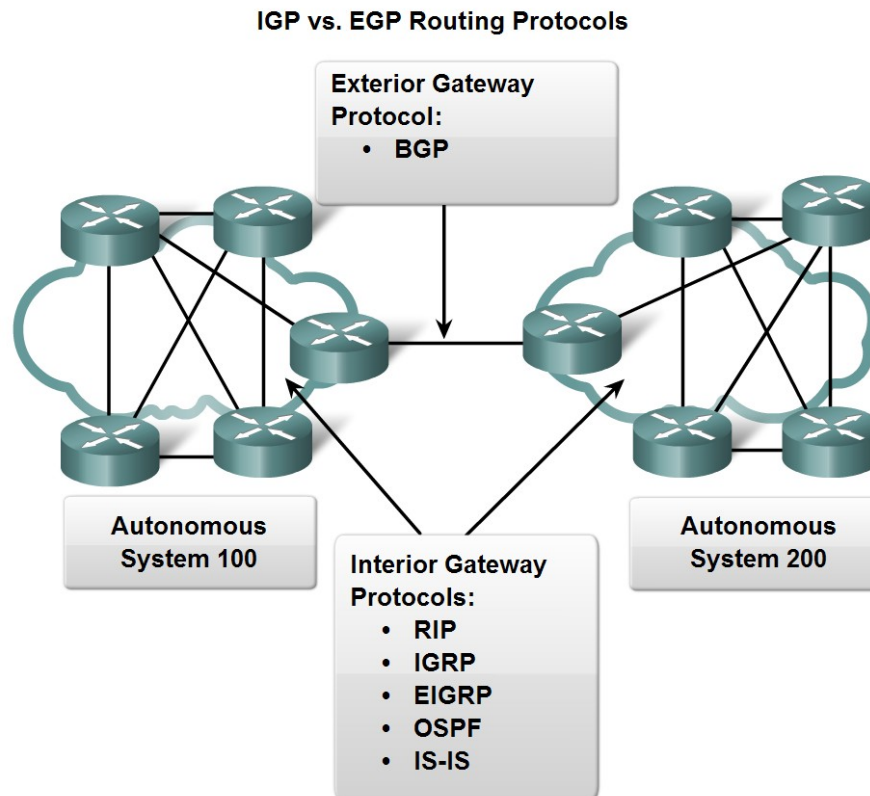 IGP vs. EGP Routing Protocols
Exterior Gateway
Protocol:
• BGP
Autonomous
System 100
Autonomous
System 200
Interior Gateway
Protocols:
• RIP
• IGRP
• EIGRP
• OSPF
• IS-IS